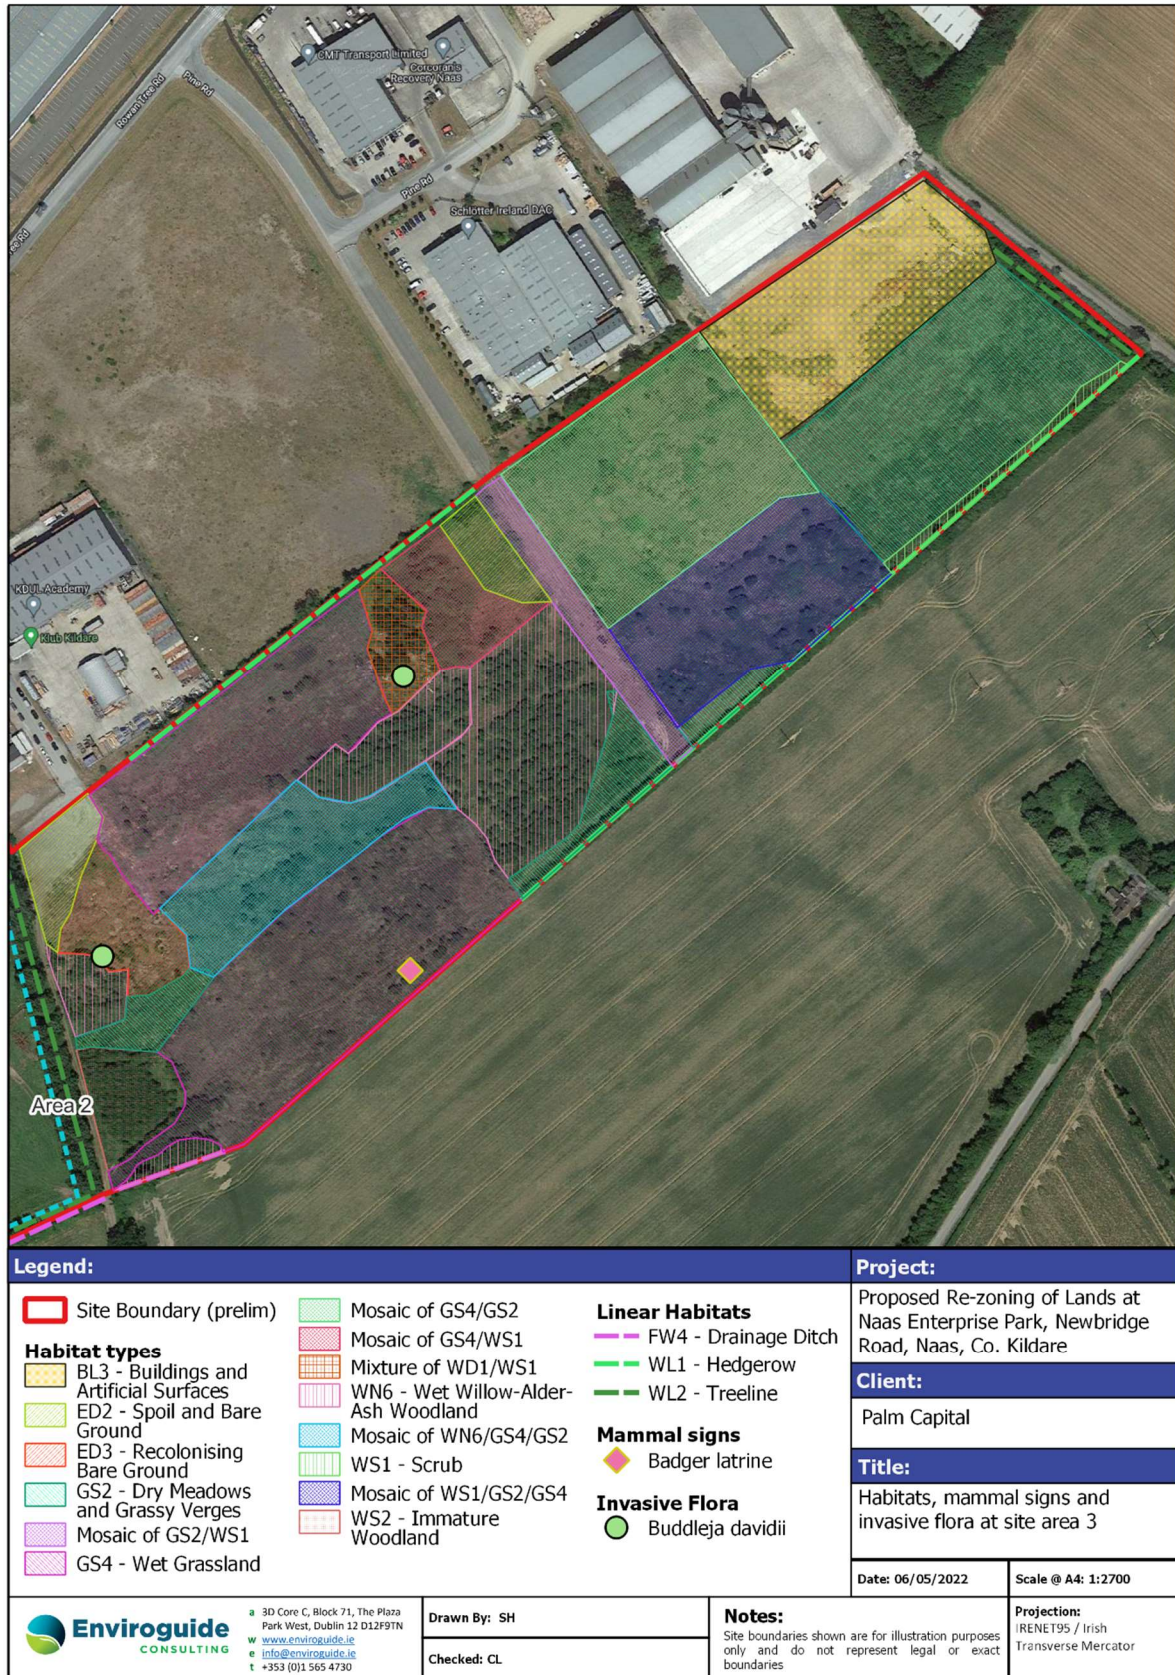 CMT Transport Limited
Corcoran's
Recovery Naas
Rowan Tree Rd
Pine Rd
Pine Rd
Schlötter Ireland DAC
ee Rd
KDUL Academy
Klub Kildare
Area 2
Legend:
Site Boundary (prelim)
Habitat types
BL3 - Buildings and
Artificial Surfaces
ED2 - Spoil and Bare
Ground
ED3 - Recolonising
Bare Ground
GS2 - Dry Meadows
and Grassy Verges
Mosaic of GS2/WS1
GS4 - Wet Grassland
Mosaic of GS4/GS2
Mosaic of GS4/WS1
Mixture of WD1/WS1
WN6 - Wet Willow-Alder-
Ash Woodland
Mosaic of WN6/GS4/GS2
WS1 - Scrub
Mosaic of WS1/GS2/GS4
WS2 - Immature
Woodland
Linear Habitats
FW4 - Drainage Ditch
WL1 - Hedgerow
WL2 - Treeline
Mammal signs
Badger latrine
Invasive Flora
Buddleja davidii
Project:
Proposed Re-zoning of Lands at
Naas Enterprise Park, Newbridge
Road, Naas, Co. Kildare
Client:
Palm Capital
Title:
Habitats, mammal signs and
invasive flora at site area 3
Date: 06/05/2022
Scale @ A4: 1:2700
Enviroguide
CONSULTING
a 3D Core C, Block 71, The Plaza
Park West, Dublin 12 D12F9TN
w www.enviroguide.ie
e info@enviroguide.ie
t +353 (0)1 565 4730
Drawn By: SH
Checked: CL
Notes:
Site boundaries shown are for illustration purposes
only and do not represent legal or exact
boundaries
Projection:
IRENET95 / Irish
Transverse Mercator